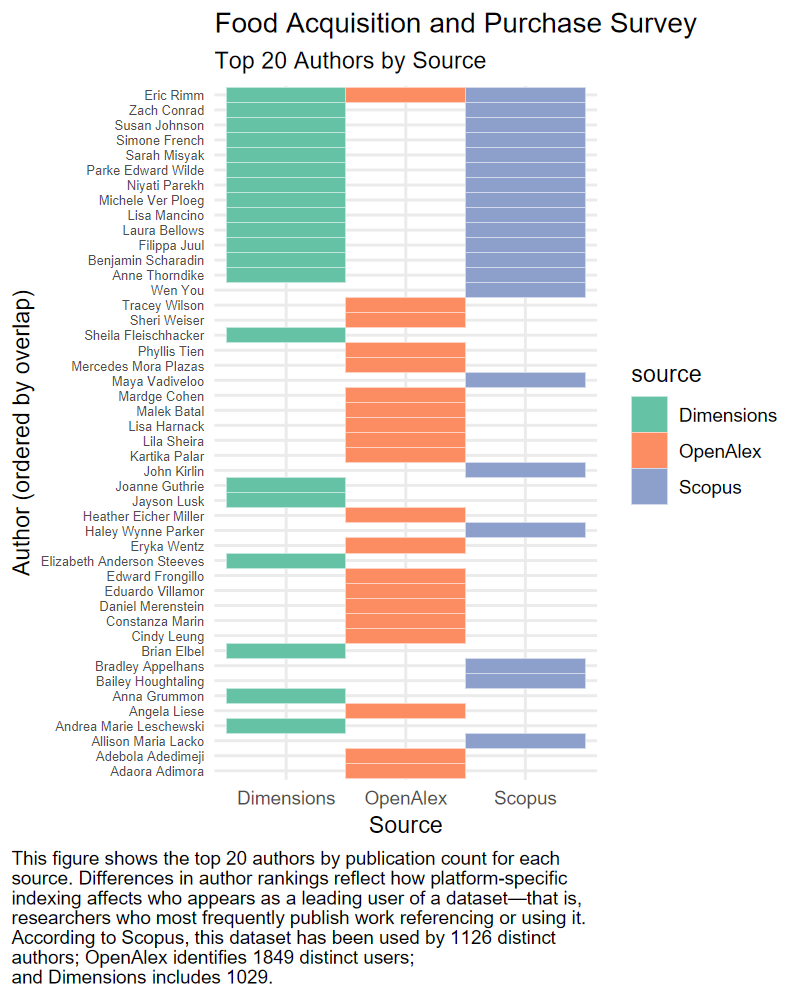 Food Acquisition and Purchase Survey
Top 20 Authors by Source
Author (ordered by overlap)
Eric Rimm
Zach Conrad
Susan Johnson
Simone French
Sarah Misyak
Parke Edward Wilde
Niyati Parekh
Michele Ver Ploeg
Lisa Mancino
Laura Bellows
Filippa Juul
Benjamin Scharadin
Anne Thorndike
Wen You
Tracey Wilson
Sheri Weiser
Sheila Fleischhacker
Phyllis Tien
Mercedes Mora Plazas
Maya Vadiveloo
Mardge Cohen
Malek Batal
Lisa Harnack
Lila Sheira
Kartika Palar
John Kirlin
Joanne Guthrie
Jayson Lusk
Heather Eicher Miller
Haley Wynne Parker
Eryka Wentz
Elizabeth Anderson Steeves
Edward Frongillo
Eduardo Villamor
Daniel Merenstein
Constanza Marin
Cindy Leung
Brian Elbel
Bradley Appelhans
Bailey Houghtaling
Anna Grummon
Angela Liese
Andrea Marie Leschewski
Allison Maria Lacko
Adebola Adedimeji
Adaora Adimora
Dimensions OpenAlex Scopus
Source
source
Dimensions
OpenAlex
Scopus
This figure shows the top 20 authors by publication count for each
source. Differences in author rankings reflect how platform-specific
indexing affects who appears as a leading user of a dataset—that is,
researchers who most frequently publish work referencing or using it.
According to Scopus, this dataset has been used by 1126 distinct
authors; OpenAlex identifies 1849 distinct users;
and Dimensions includes 1029.